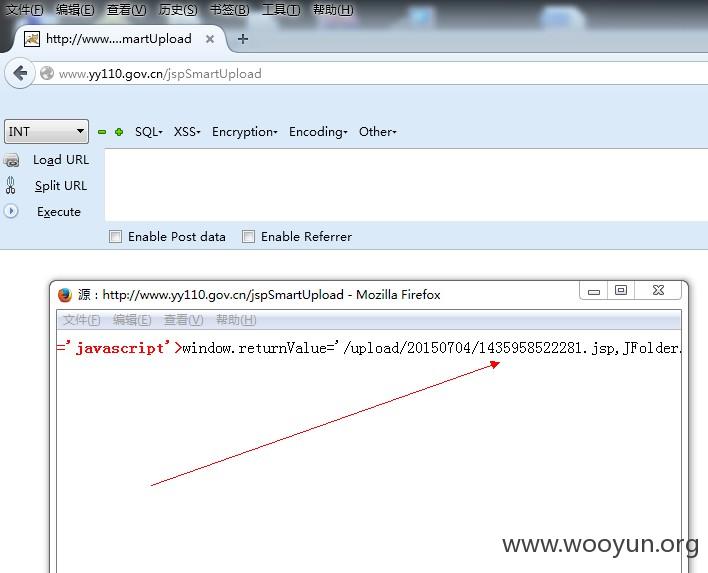 文件(F) 编辑(E) 查看(V) 历史(S) 书签(B) 工具(T) 帮助(H)
http://www....martUpload × +
www.yy110.gov.cn/jspSmartUpload
INT SQL- XSS- Encryption- Encoding- Other-
Load URL
Split URL
Execute
Enable Post data Enable Referrer
源：http://www.yy110.gov.cn/jspSmartUpload - Mozilla Firefox
文件(F) 编辑(E) 查看(V) 帮助(H)
='javascript'>window.returnValue='/upload/20150704/1435958522281.jsp,JFolder.
www.wooyun.org